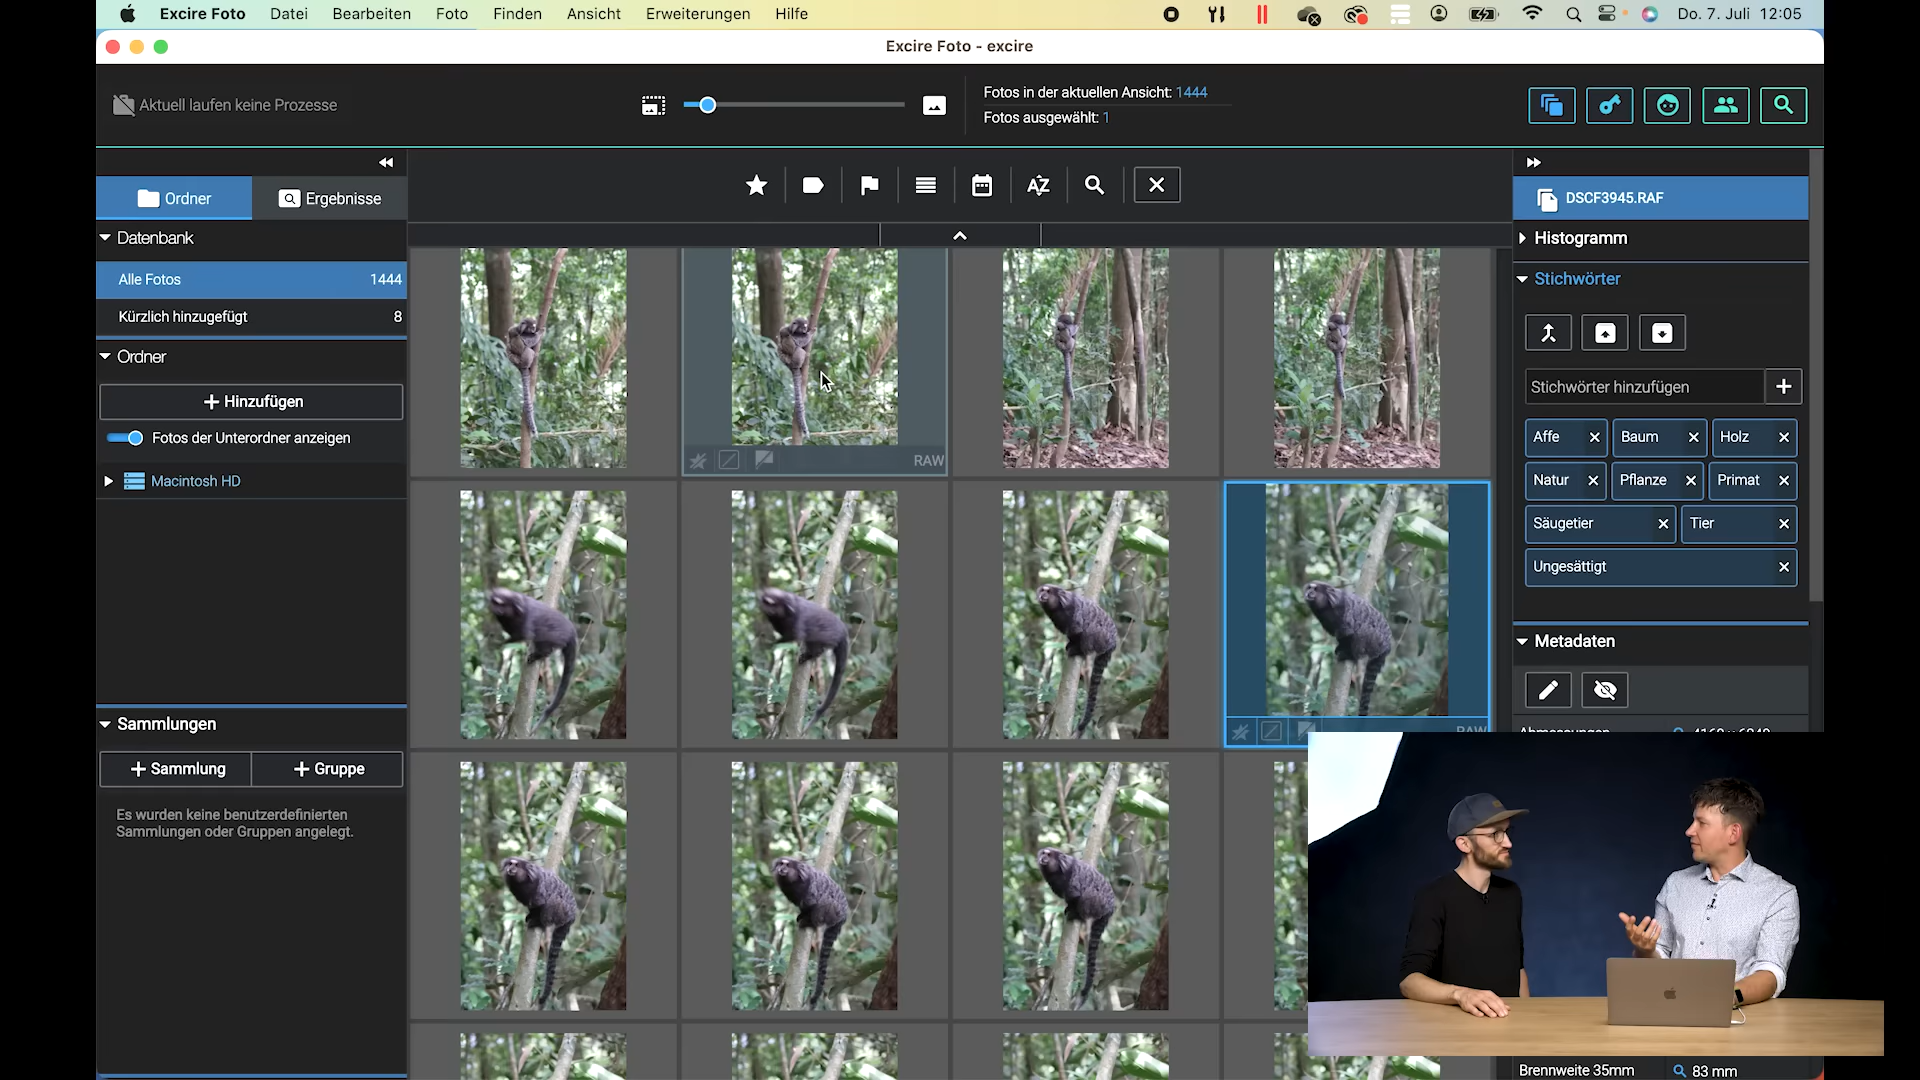 Excire Foto Datei Bearbeiten Foto Finden Ansicht Erweiterungen Hilfe Do. 7. Juli 12:05
Excire Foto - excire
Aktuell laufen keine Prozesse
Fotos in der aktuellen Ansicht: 1444
Fotos ausgewählt: 1
Ordner Ergebnisse
Datenbank
Alle Fotos 1444
Kürzlich hinzugefügt 8
Ordner
+ Hinzufügen
Fotos der Unterordner anzeigen
Macintosh HD
Sammlungen
+ Sammlung + Gruppe
Es wurden keine benutzerdefinierten
Sammlungen oder Gruppen angelegt.
AZ
RAW
RAW
DSCF3945.RAF
Histogramm
Stichwörter
Stichwörter hinzufügen
Affe Baum Holz
Natur Pflanze Primat
Säugetier Tier
Ungesättigt
Metadaten
Brennweite 35mm 83 mm